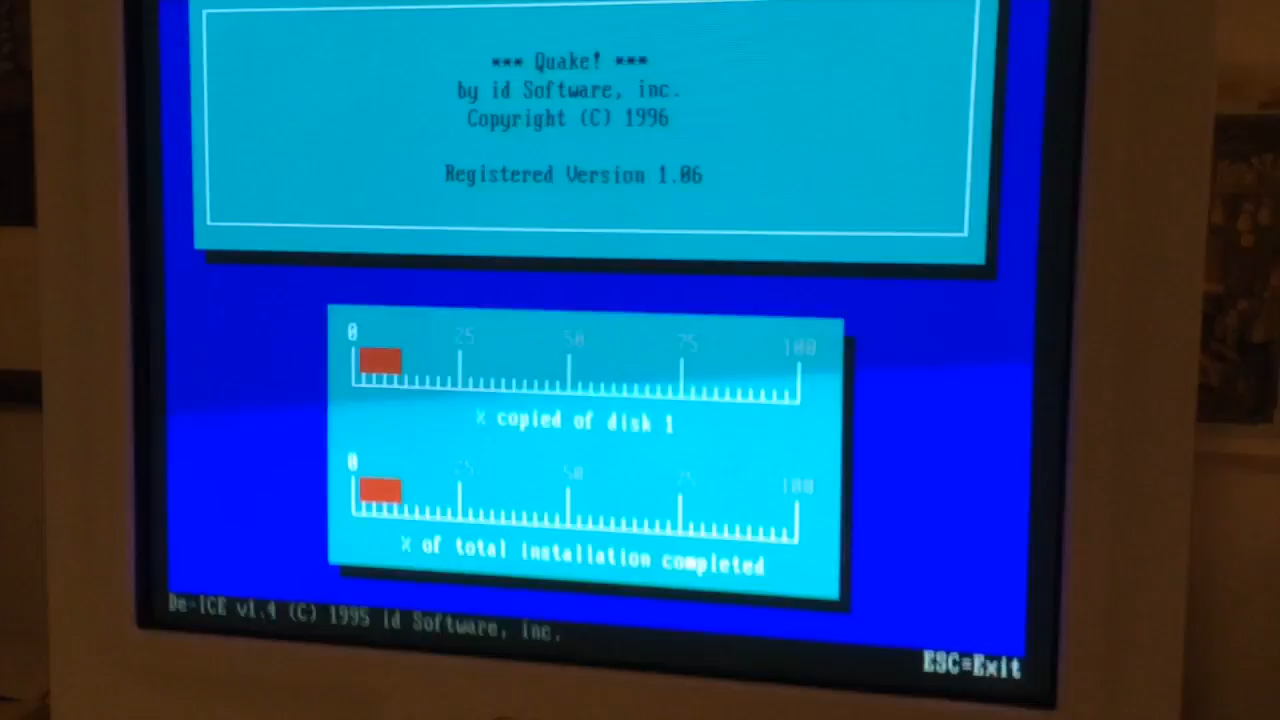 *** Quake! ***
by id Software, inc.
Copyright (C) 1996
Registered Version 1.06
0 25 50 75 100
% copied of disk 1
0 25 50 75 100
% of total installation completed
De-ICE v1.4 (C) 1995 id Software, inc.
ESC=Exit